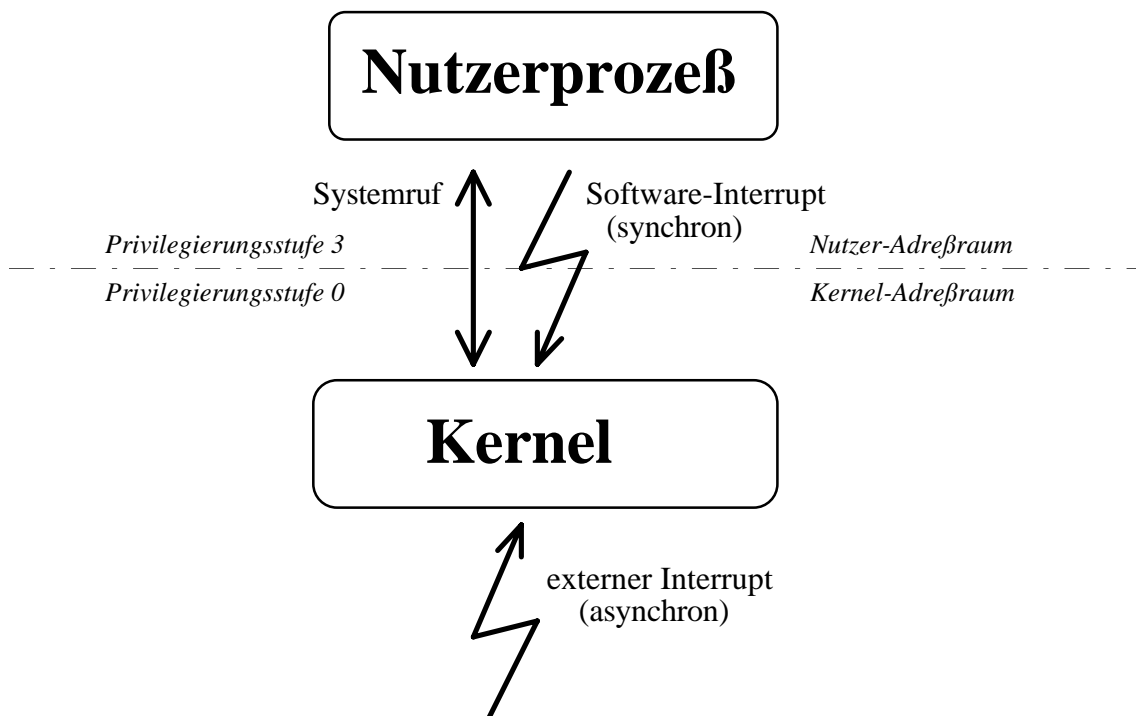 Nutzerprozeß
Systemruf
Software-Interrupt
(synchron)
Privilegierungsstufe 3
Nutzer-Adreßraum
Privilegierungsstufe 0
Kernel-Adreßraum
Kernel
externer Interrupt
(asynchron)